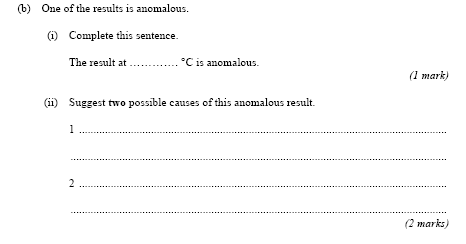 (b) One of the results is anomalous.
(i) Complete this sentence.
The result at ............. °C is anomalous.
(1 mark)
(ii) Suggest two possible causes of this anomalous result.
1 ..........................................................................................
..........................................................................................
2 ..........................................................................................
..........................................................................................
(2 marks)